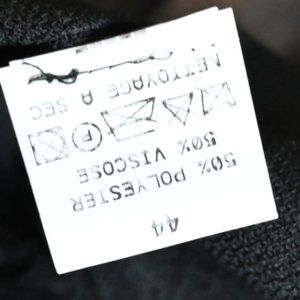 44
50% POLYESTER
50% VISCOSE
NETTOYAGE A SEC